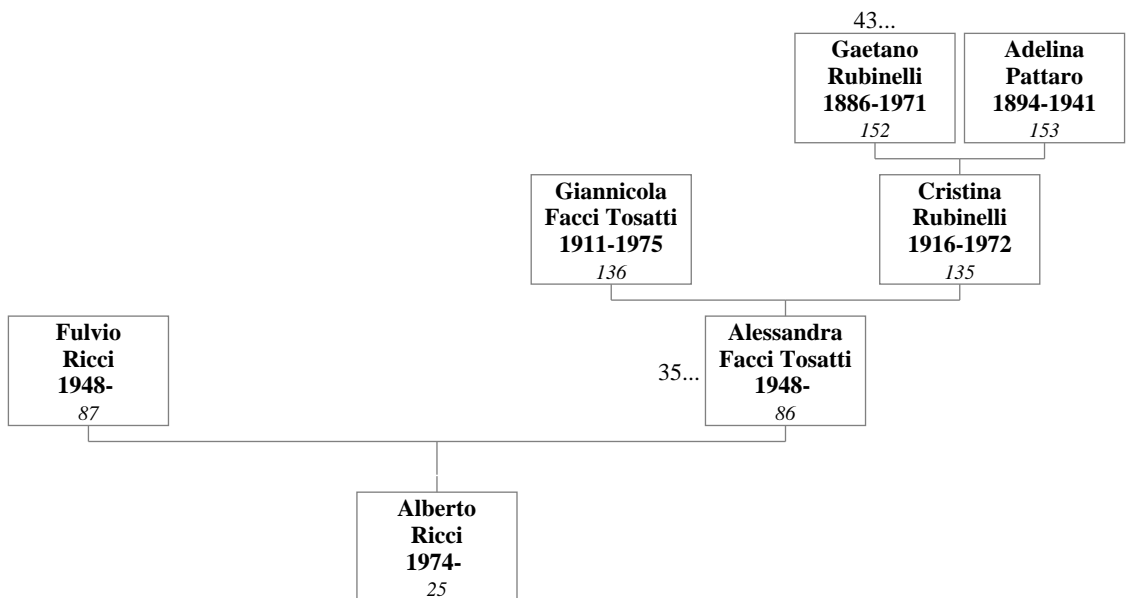 43...
Gaetano
Rubinelli
1886-1971
152
Adelina
Pattaro
1894-1941
153
Giannicola
Facci Tosatti
1911-1975
136
Cristina
Rubinelli
1916-1972
135
Fulvio
Ricci
1948-
87
35...
Alessandra
Facci Tosatti
1948-
86
Alberto
Ricci
1974-
25